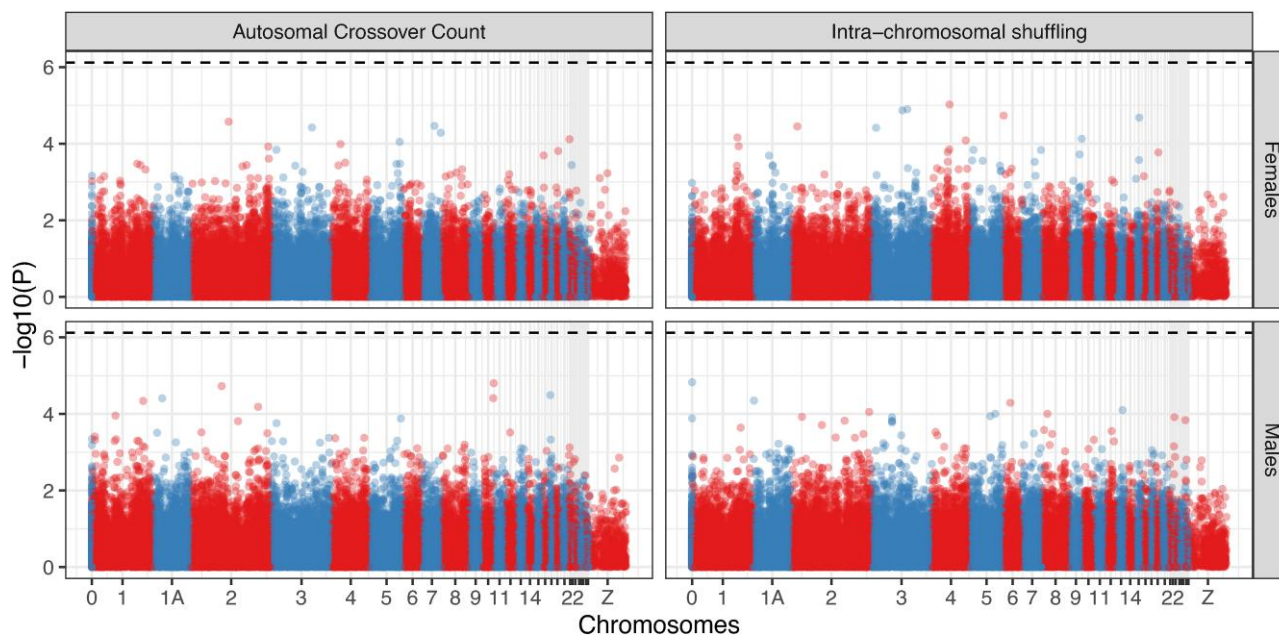 Autosomal Crossover Count
Intra−chromosomal shuffling
6
4
2
0
Females
6
4
2
0
Males
−log10(P)
0 1 1A 2 3 4 5 6 7 8 9 11 14 22 Z
0 1 1A 2 3 4 5 6 7 8 9 11 14 22 Z
Chromosomes